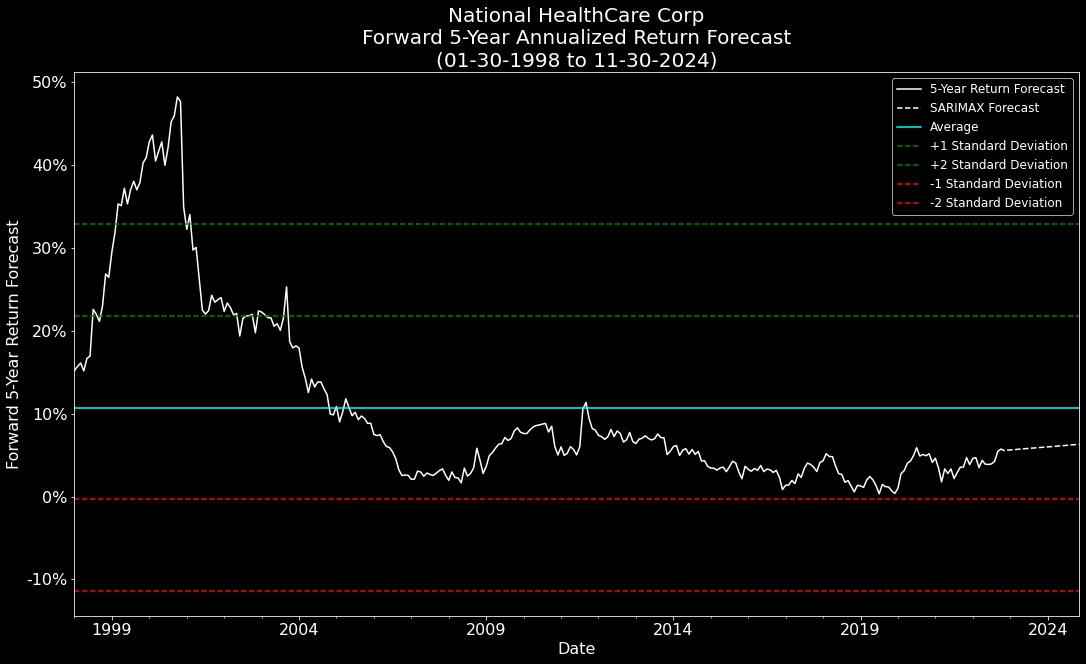 National HealthCare Corp
Forward 5-Year Annualized Return Forecast
(01-30-1998 to 11-30-2024)
5-Year Return Forecast
SARIMAX Forecast
Average
+1 Standard Deviation
+2 Standard Deviation
-1 Standard Deviation
-2 Standard Deviation
Forward 5-Year Return Forecast
50%
40%
30%
20%
10%
0%
-10%
1999
2004
2009
2014
2019
2024
Date